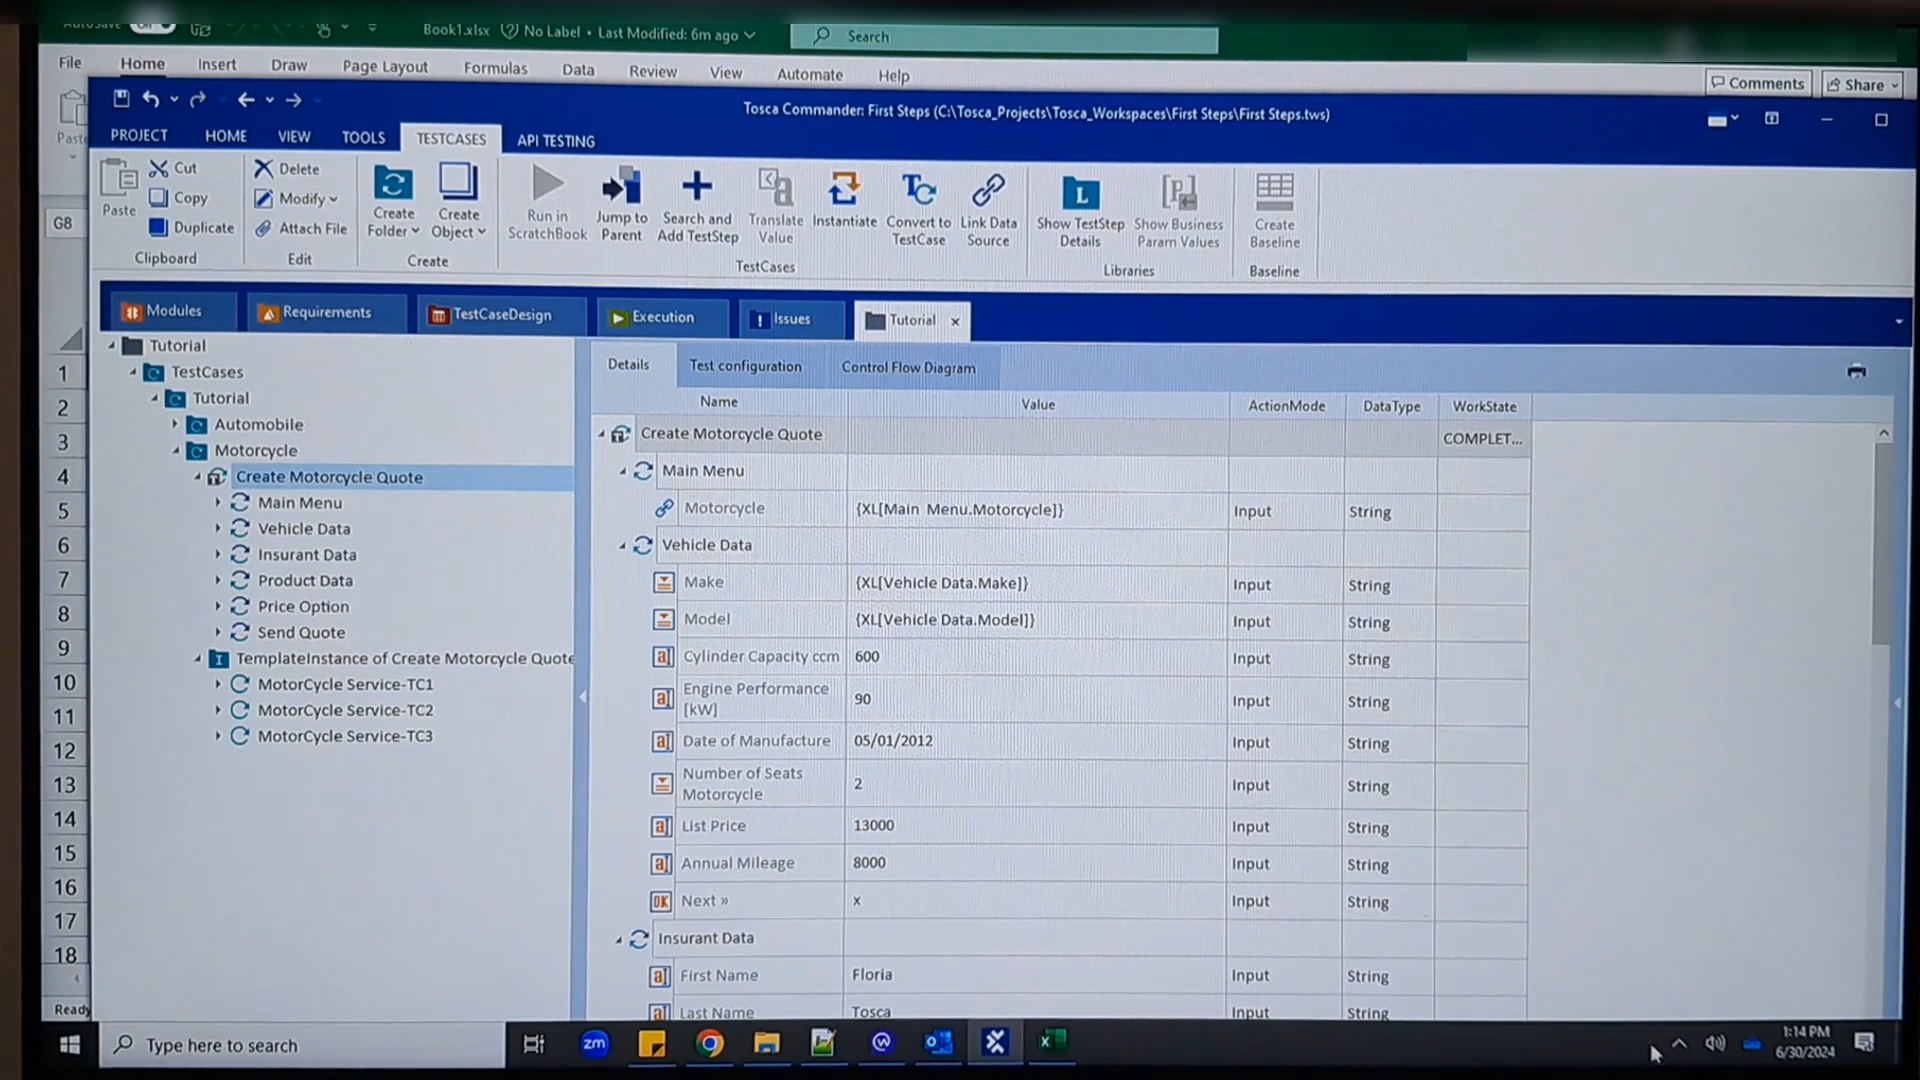 AutoSave
On
Book1.xlsx
No Label • Last Modified: 6m ago
Search
File
Home
Insert
Draw
Page Layout
Formulas
Data
Review
View
Automate
Help
Comments
Share
Paste
G8
Tosca Commander: First Steps (C:\Tosca_Projects\Tosca_Workspaces\First Steps\First Steps.tws)
PROJECT
HOME
VIEW
TOOLS
TESTCASES
API TESTING
Paste
Cut
Copy
Duplicate
Clipboard
Delete
Modify
Attach File
Edit
Create
Folder
Create
Object
Create
Run in
ScratchBook
Jump to
Parent
Search and
Add TestStep
Translate
Value
Instantiate
Convert to
TestCase
Link Data
Source
TestCases
Show TestStep
Details
Show Business
Param Values
Libraries
Create
Baseline
Baseline
Modules
Requirements
TestCaseDesign
Execution
Issues
Tutorial
Tutorial
TestCases
Tutorial
Automobile
Motorcycle
Create Motorcycle Quote
Main Menu
Vehicle Data
Insurant Data
Product Data
Price Option
Send Quote
TemplateInstance of Create Motorcycle Quote
MotorCycle Service-TC1
MotorCycle Service-TC2
MotorCycle Service-TC3
Details
Test configuration
Control Flow Diagram
Name Value ActionMode DataType WorkState
Create Motorcycle Quote COMPLET...
Main Menu
Motorcycle {XL[Main Menu.Motorcycle]} Input String
Vehicle Data
Make {XL[Vehicle Data.Make]} Input String
Model {XL[Vehicle Data.Model]} Input String
Cylinder Capacity ccm 600 Input String
Engine Performance
[kW] 90 Input String
Date of Manufacture 05/01/2012 Input String
Number of Seats
Motorcycle 2 Input String
List Price 13000 Input String
Annual Mileage 8000 Input String
OK Next » x Input String
Insurant Data
First Name Floria Input String
Last Name Tosca Input String
1
2
3
4
5
6
7
8
9
10
11
12
13
14
15
16
17
18
Ready
Type here to search
zm
1:14 PM
6/30/2024